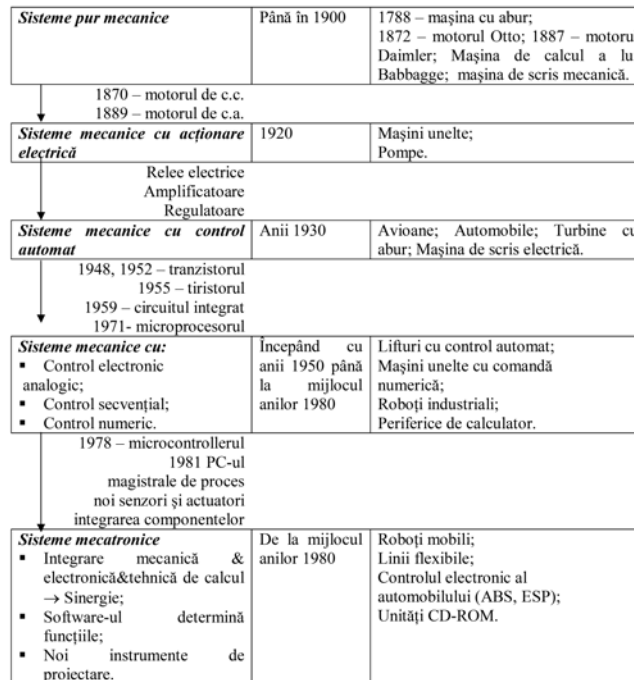 Sisteme pur mecanice
Până în 1900
1788 – mașina cu abur;
1872 – motorul Otto; 1887 – motorul
Daimler; Mașina de calcul a lui
Babbagge; mașina de scris mecanică.
1870 – motorul de c.c.
1889 – motorul de c.a.
Sisteme mecanice cu acționare
electrică
1920
Mașini unelte;
Pompe.
Relee electrice
Amplificatoare
Regulatoare
Sisteme mecanice cu control
automat
Anii 1930
Avioane; Automobile; Turbine cu
abur; Mașina de scris electrică.
1948, 1952 – tranzistorul
1955 – tiristorul
1959 – circuitul integrat
1971- microprocesorul
Sisteme mecanice cu:
▪ Control electronic
analogic;
▪ Control secvențial;
▪ Control numeric.
Începând cu
anii 1950 până
la mijlocul
anilor 1980
Lifturi cu control automat;
Mașini unelte cu comandă
numerică;
Roboți industriali;
Periferice de calculator.
1978 – microcontrollerul
1981 PC-ul
magistrale de proces
noi senzori și actuatori
integrarea componentelor
Sisteme mecatronice
▪ Integrare mecanică &
electronică&tehnică de calcul
→ Sinergie;
▪ Software-ul determină
funcțiile;
▪ Noi instrumente de
proiectare.
De la mijlocul
anilor 1980
Roboți mobili;
Linii flexibile;
Controlul electronic al
automobilului (ABS, ESP);
Unități CD-ROM.